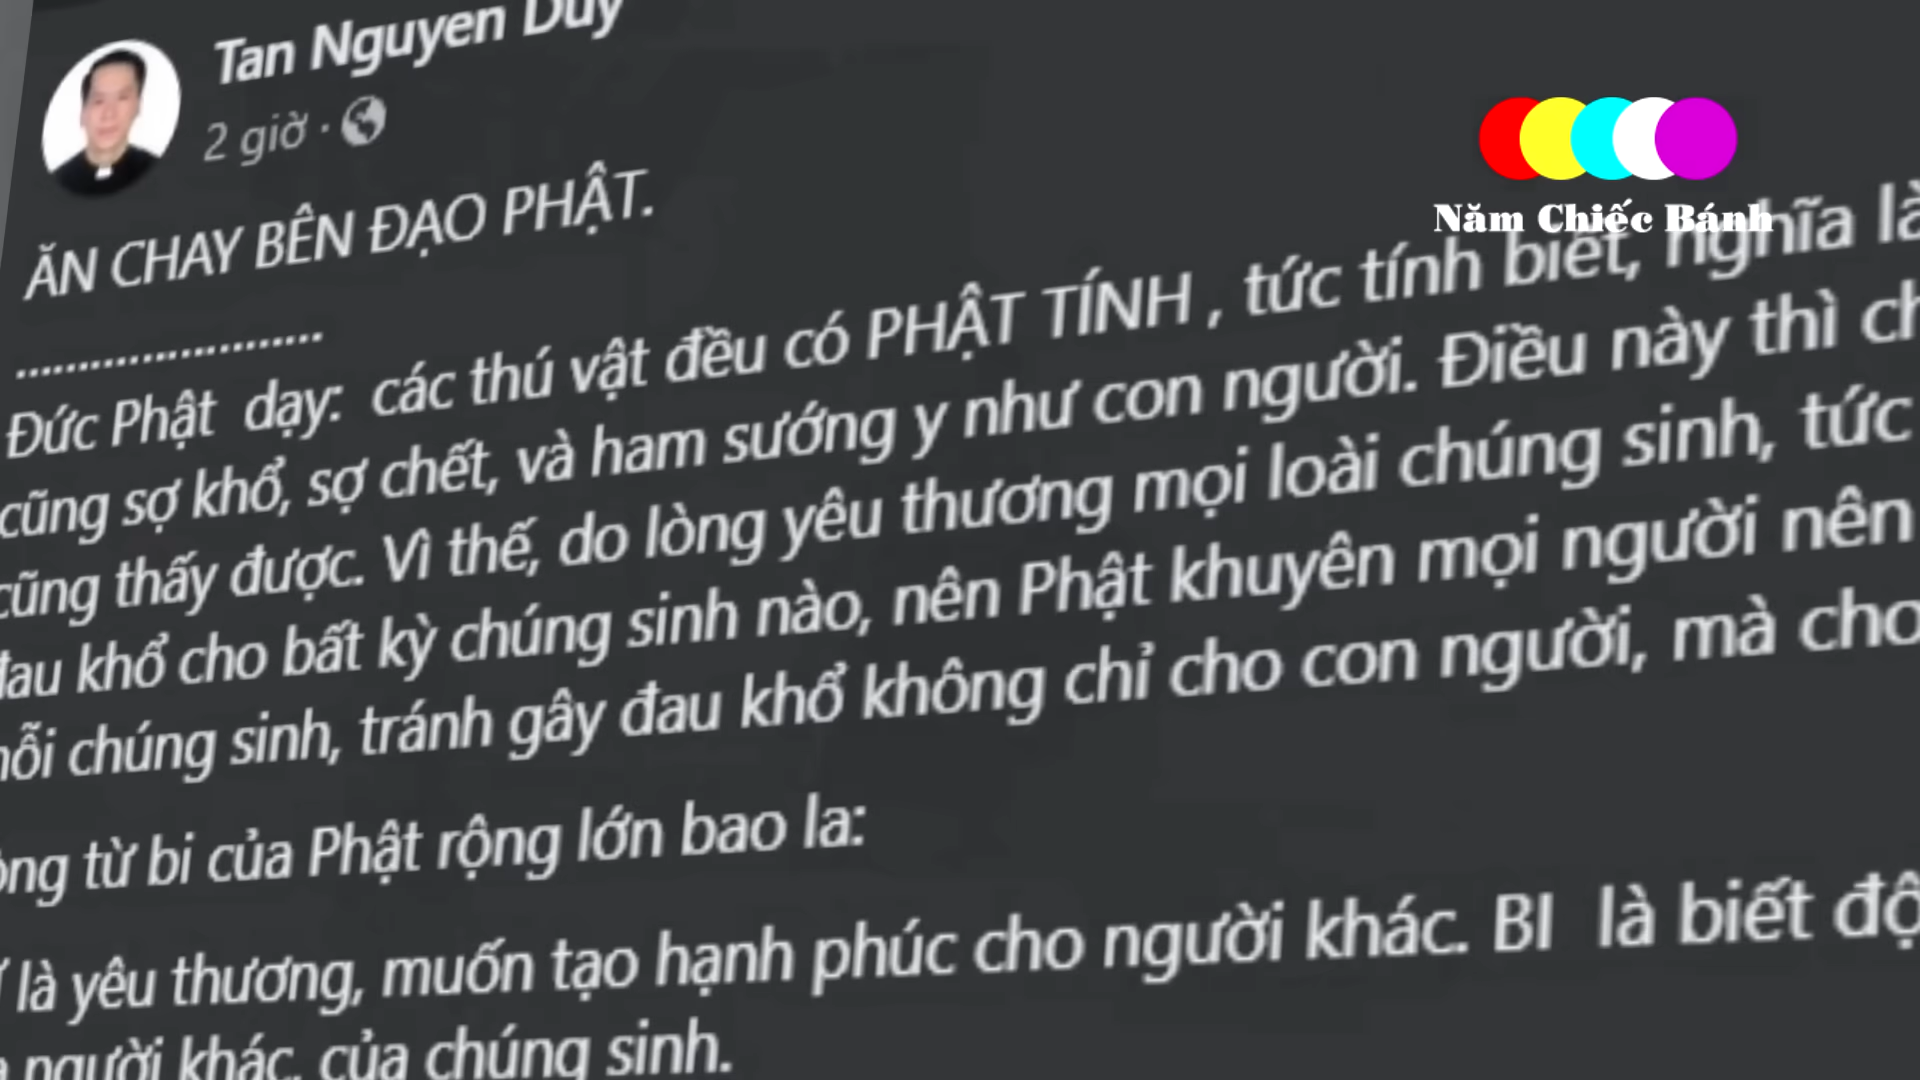 Tan Nguyen Duy
2 giờ ·
Năm Chiếc Bánh
ĂN CHAY BÊN ĐẠO PHẬT.
........................
Đức Phật dạy: các thú vật đều có PHẬT TÍNH , tức tính biết, nghĩa là
cũng sợ khổ, sợ chết, và ham sướng y như con người. Điều này thì
cũng thấy được. Vì thế, do lòng yêu thương mọi loài chúng sinh, tức
đau khổ cho bất kỳ chúng sinh nào, nên Phật khuyên mọi người nên
chúng sinh, tránh gây đau khổ không chỉ cho con người, mà cho
từ bi của Phật rộng lớn bao la:
là yêu thương, muốn tạo hạnh phúc cho người khác. BI là biết
người khác, của chúng sinh.